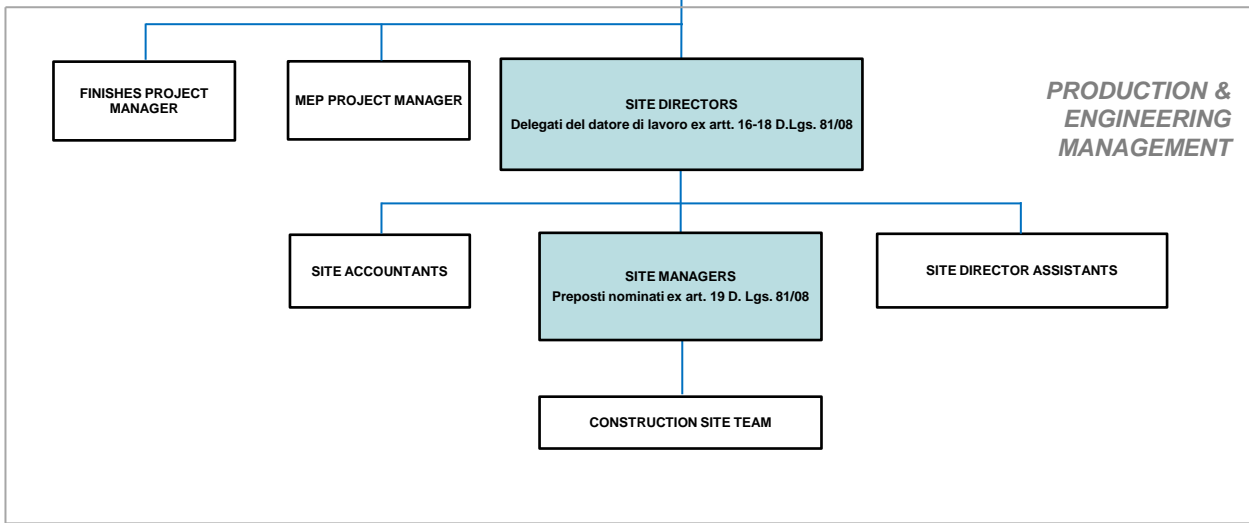 FINISHES PROJECT
MANAGER
MEP PROJECT MANAGER
SITE DIRECTORS
Delegati del datore di lavoro ex artt. 16-18 D.Lgs. 81/08
PRODUCTION &
ENGINEERING
MANAGEMENT
SITE ACCOUNTANTS
SITE MANAGERS
Preposti nominati ex art. 19 D. Lgs. 81/08
SITE DIRECTOR ASSISTANTS
CONSTRUCTION SITE TEAM